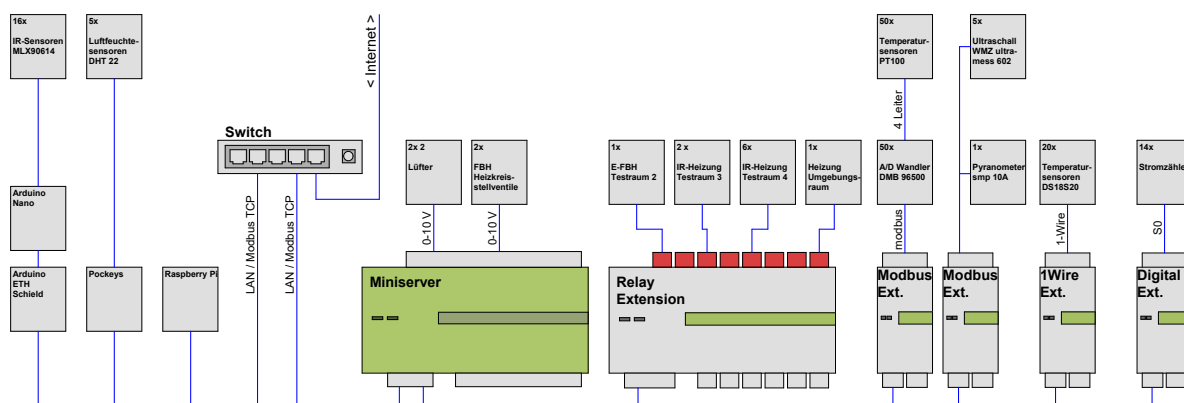 16x
IR-Sensoren
MLX90614
5x
Luftfeuchte-
sensoren
DHT 22
< Internet >
50x
Temperatur-
sensoren
PT100
5x
Ultraschall
WMZ ultra-
mess 602
4 Leiter
Switch
2x 2
Lüfter
2x
FBH
Heizkreis-
stellventile
1x
E-FBH
Testraum 2
2 x
IR-Heizung
Testraum 3
6x
IR-Heizung
Testraum 4
1x
Heizung
Umgebungs-
raum
50x
A/D Wandler
DMB 96500
1x
Pyranometer
smp 10A
20x
Temperatur-
sensoren
DS18S20
14x
Stromzähle
Arduino
Nano
LAN / Modbus TCP
LAN / Modbus TCP
0-10 V
0-10 V
modbus
1-Wire
S0
Arduino
ETH
Schield
Pockeys
Raspberry Pi
Miniserver
Relay
Extension
Modbus
Ext.
Modbus
Ext.
1Wire
Ext.
Digital
Ext.